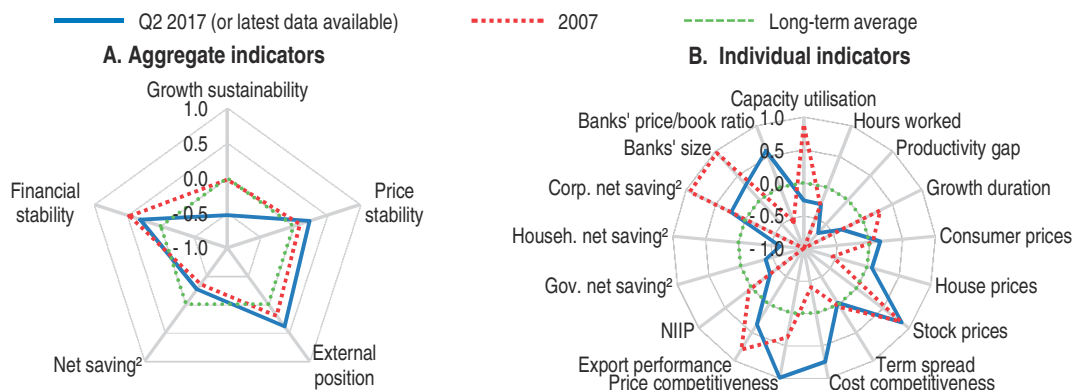 Q2 2017 (or latest data available)
2007
Long-term average
A. Aggregate indicators
Growth sustainability
1.0
0.5
0.0
- 0.5
- 1.0
Financial
stability
Price
stability
Net saving²
External
position
B. Individual indicators
Capacity utilisation
1.0
0.5
0.0
-0.5
- 1.0
Banks' price/book ratio
Hours worked
Banks' size
Productivity gap
Corp. net saving²
Growth duration
Househ. net saving²
Consumer prices
Gov. net saving²
House prices
NIIP
Stock prices
Export performance
Term spread
Price competitiveness
Cost competitiveness